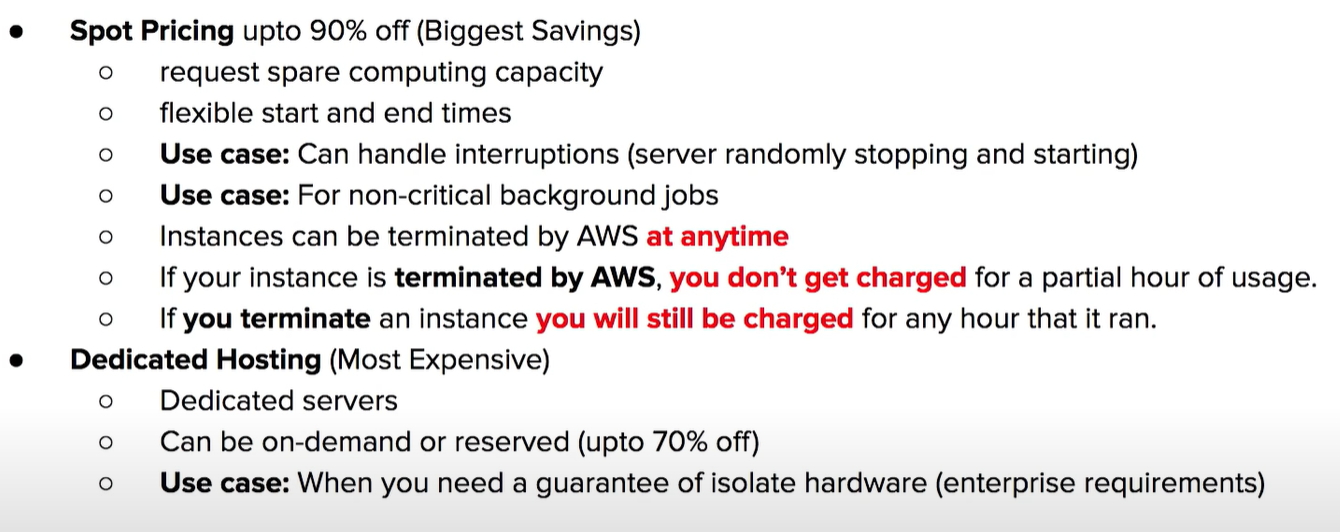 ● Spot Pricing upto 90% off (Biggest Savings)
○ request spare computing capacity
○ flexible start and end times
○ Use case: Can handle interruptions (server randomly stopping and starting)
○ Use case: For non-critical background jobs
○ Instances can be terminated by AWS at anytime
○ If your instance is terminated by AWS, you don’t get charged for a partial hour of usage.
○ If you terminate an instance you will still be charged for any hour that it ran.
● Dedicated Hosting (Most Expensive)
○ Dedicated servers
○ Can be on-demand or reserved (upto 70% off)
○ Use case: When you need a guarantee of isolate hardware (enterprise requirements)